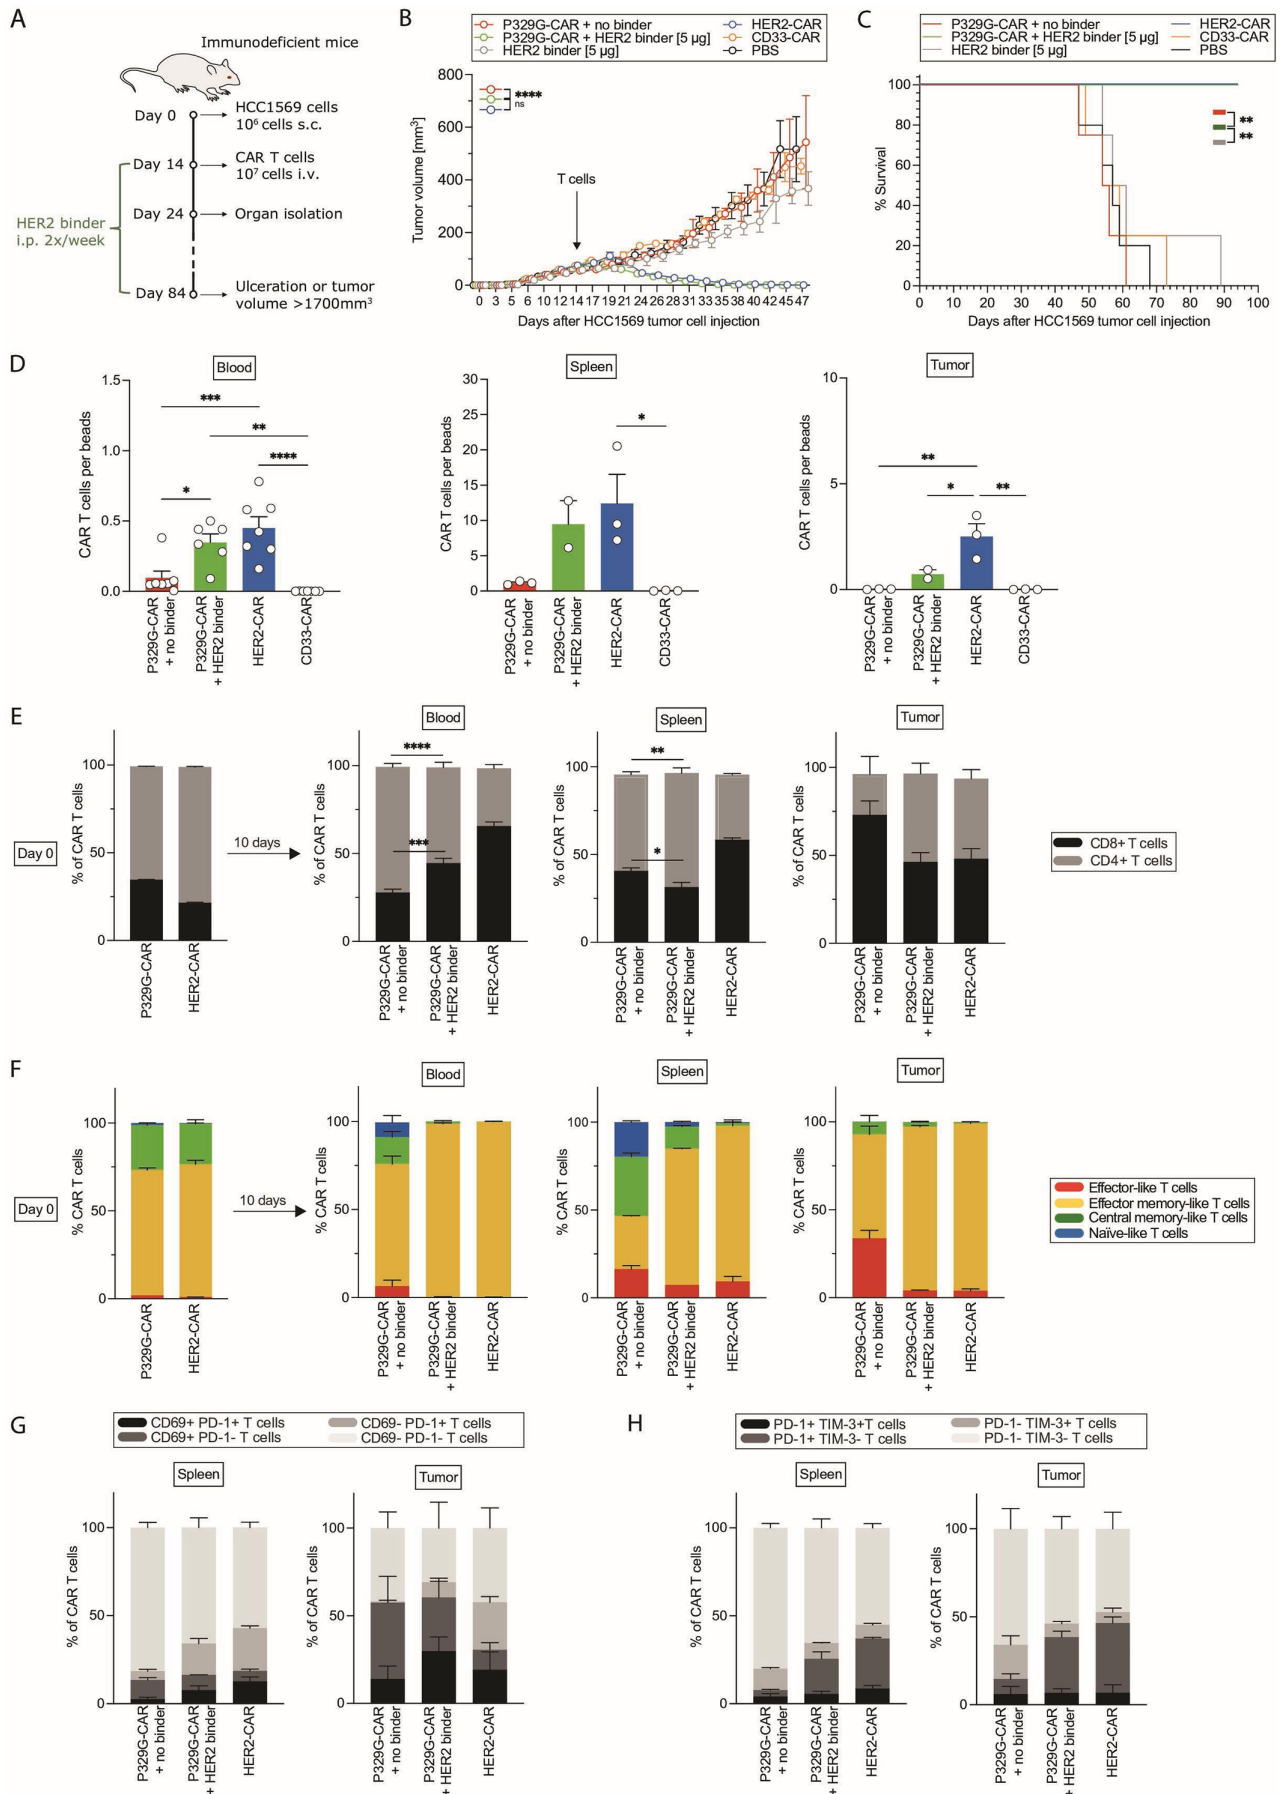 A
Immunodeficient mice
Day 0
HCC1569 cells
10⁶ cells s.c.
Day 14
CAR T cells
10⁷ cells i.v.
HER2 binder
i.p. 2x/week
Day 24
Organ isolation
Day 84
Ulceration or tumor
volume >1700mm³
B
P329G-CAR + no binder
HER2-CAR
P329G-CAR + HER2 binder [5 µg]
CD33-CAR
HER2 binder [5 µg]
PBS
Tumor volume [mm³]
800
600
400
200
0
****
ns
T cells
0 3 5 6 10 12 14 17 19 21 24 26 28 31 33 35 38 40 42 45 47
Days after HCC1569 tumor cell injection
C
P329G-CAR + no binder
HER2-CAR
P329G-CAR + HER2 binder [5 µg]
CD33-CAR
HER2 binder [5 µg]
PBS
% Survival
100
80
60
40
20
0
**
**
0 10 20 30 40 50 60 70 80 90 100
Days after HCC1569 tumor cell injection
D
Blood
CAR T cells per beads
1.5
1.0
0.5
0.0
***
**
****
*
P329G-CAR
+ no binder
P329G-CAR
+ HER2 binder
HER2-CAR
CD33-CAR
Spleen
CAR T cells per beads
30
25
20
15
10
5
0
*
P329G-CAR
+ no binder
P329G-CAR
+ HER2 binder
HER2-CAR
CD33-CAR
Tumor
CAR T cells per beads
10
5
0
**
*
**
P329G-CAR
+ no binder
P329G-CAR
+ HER2 binder
HER2-CAR
CD33-CAR
E
Day 0
% of CAR T cells
100
50
0
P329G-CAR
HER2-CAR
10 days
Blood
% of CAR T cells
100
50
0
****
***
P329G-CAR
+ no binder
P329G-CAR
+ HER2 binder
HER2-CAR
Spleen
% of CAR T cells
100
50
0
**
*
P329G-CAR
+ no binder
P329G-CAR
+ HER2 binder
HER2-CAR
Tumor
% of CAR T cells
100
50
0
P329G-CAR
+ no binder
P329G-CAR
+ HER2 binder
HER2-CAR
CD8+ T cells
CD4+ T cells
F
Day 0
% CAR T cells
100
50
0
P329G-CAR
HER2-CAR
10 days
Blood
% CAR T cells
100
50
0
P329G-CAR
+ no binder
P329G-CAR
+ HER2 binder
HER2-CAR
Spleen
% CAR T cells
100
50
0
P329G-CAR
+ no binder
P329G-CAR
+ HER2 binder
HER2-CAR
Tumor
% CAR T cells
100
50
0
P329G-CAR
+ no binder
P329G-CAR
+ HER2 binder
HER2-CAR
Effector-like T cells
Effector memory-like T cells
Central memory-like T cells
Naïve-like T cells
G
CD69+ PD-1+ T cells
CD69- PD-1+ T cells
CD69+ PD-1- T cells
CD69- PD-1- T cells
Spleen
% of CAR T cells
100
50
0
P329G-CAR
+ no binder
P329G-CAR
+ HER2 binder
HER2-CAR
Tumor
% of CAR T cells
100
50
0
P329G-CAR
+ no binder
P329G-CAR
+ HER2 binder
HER2-CAR
H
PD-1+ TIM-3+T cells
PD-1- TIM-3+ T cells
PD-1+ TIM-3- T cells
PD-1- TIM-3- T cells
Spleen
% of CAR T cells
100
50
0
P329G-CAR
+ no binder
P329G-CAR
+ HER2 binder
HER2-CAR
Tumor
% of CAR T cells
100
50
0
P329G-CAR
+ no binder
P329G-CAR
+ HER2 binder
HER2-CAR